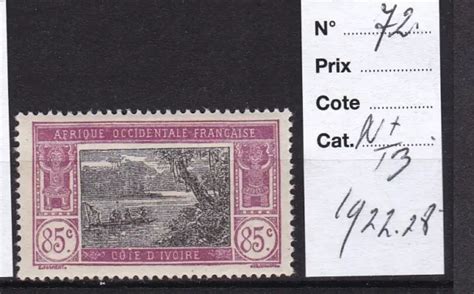 AFRIQUE OCCIDENTALE FRANÇAISE
85c 85c
CÔTE D'IVOIRE
N° 72
Prix
Cote
Cat. N+
13
1922.28